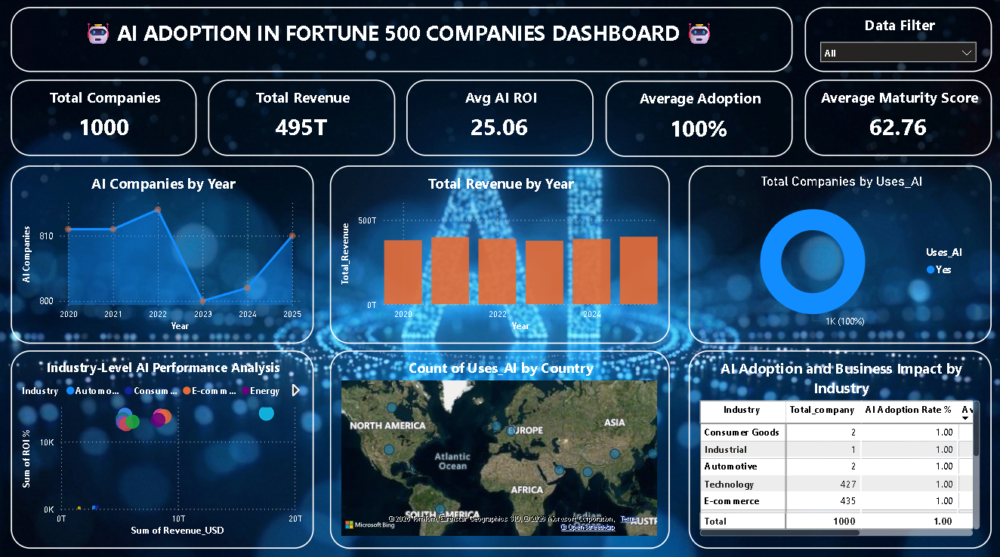 🤖 AI ADOPTION IN FORTUNE 500 COMPANIES DASHBOARD 🤖
Data Filter
All
Total Companies
1000
Total Revenue
495T
Avg AI ROI
25.06
Average Adoption
100%
Average Maturity Score
62.76
AI Companies by Year
AI Companies
810
800
2020 2021 2022 2023 2024 2025
Year
Total Revenue by Year
Total_Revenue
500T
0T
2020 2022 2024
Year
Total Companies by Uses_AI
Uses_AI
Yes
1K (100%)
Industry-Level AI Performance Analysis
Industry Automo... Consum... E-comm... Energy
Sum of ROI %
10K
0K
0T 10T 20T
Sum of Revenue_USD
Count of Uses_AI by Country
NORTH AMERICA
EUROPE
ASIA
Atlantic
Ocean
AFRICA
SOUTH AMERICA
Indian
AUSTR
Microsoft Bing
© 2026 TomTom, Earthstar Geographics SIO, © 2026 Microsoft Corporation, Terms
© OpenStreetMap
AI Adoption and Business Impact by
Industry
Industry Total_company AI Adoption Rate % Av
Consumer Goods 2 1.00
Industrial 1 1.00
Automotive 2 1.00
Technology 427 1.00
E-commerce 435 1.00
Total 1000 1.00